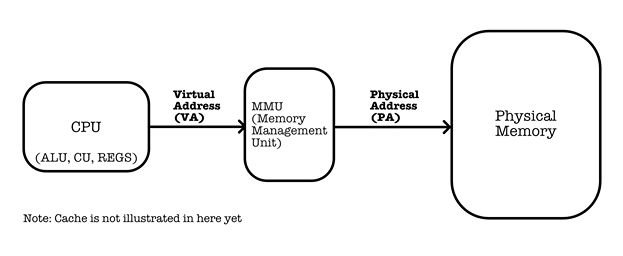 CPU
(ALU, CU, REGS)
Virtual
Address
(VA)
MMU
(Memory
Management
Unit)
Physical
Address
(PA)
Physical
Memory
Note: Cache is not illustrated in here yet